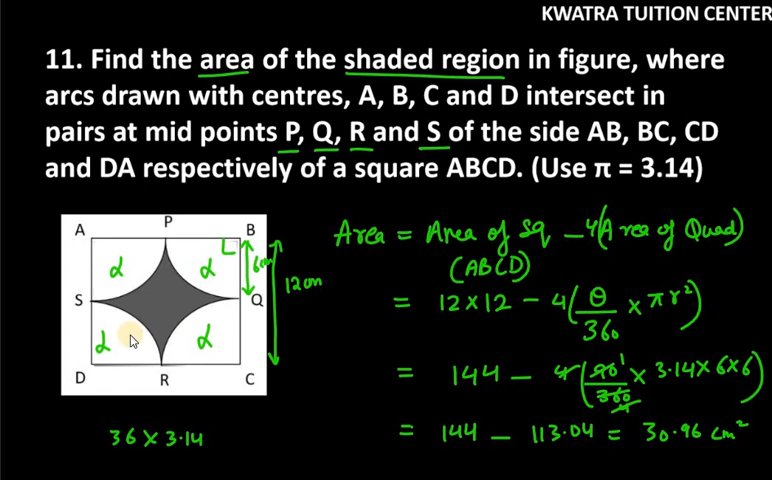 KWATRA TUITION CENTER
11. Find the area of the shaded region in figure, where
arcs drawn with centres, A, B, C and D intersect in
pairs at mid points P, Q, R and S of the side AB, BC, CD
and DA respectively of a square ABCD. (Use π = 3.14)
A P B
α α 6cm
S Q 12cm
α α
D R C
36 × 3.14
Area = Area of Sq – 4(Area of Quad)
(ABCD)
= 12 × 12 – 4(θ/360 × πr²)
= 144 – 4(90/360 × 3.14 × 6 × 6)
1
4
= 144 – 113.04 = 30.96 cm²